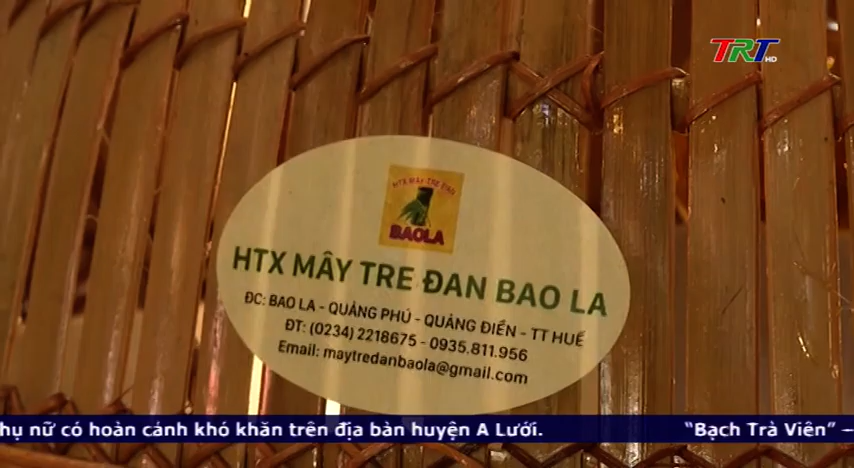 TRT HD
HTX MÂY TRE ĐAN
BAOLA
HTX MÂY TRE ĐAN BAO LA
ĐC: BAO LA - QUẢNG PHÚ - QUẢNG ĐIỀN - TT HUẾ
ĐT: (0234) 2218675 - 0935.811.956
Email: maytredanbaola@gmail.com
hụ nữ có hoàn cảnh khó khăn trên địa bàn huyện A Lưới. "Bạch Trà Viên" –